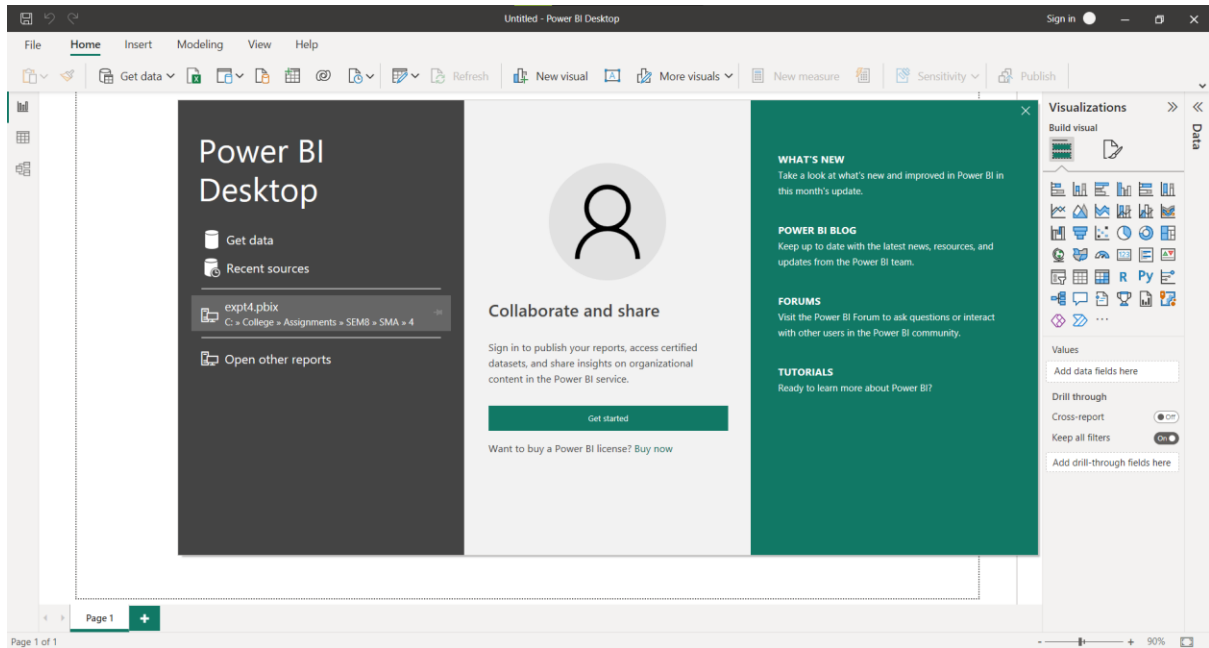 Untitled - Power BI Desktop
Sign in
File Home Insert Modeling View Help
Get data
Refresh
New visual
A
More visuals
New measure
Sensitivity
Publish
Power BI
Desktop
Get data
Recent sources
expt4.pbix
C: » College » Assignments » SEM8 » SMA » 4
Open other reports
Collaborate and share
Sign in to publish your reports, access certified
datasets, and share insights on organizational
content in the Power BI service.
Get started
Want to buy a Power BI license? Buy now
WHAT'S NEW
Take a look at what's new and improved in Power BI in
this month's update.
POWER BI BLOG
Keep up to date with the latest news, resources, and
updates from the Power BI team.
FORUMS
Visit the Power BI Forum to ask questions or interact
with other users in the Power BI community.
TUTORIALS
Ready to learn more about Power BI?
Visualizations
Data
Build visual
123
R Py
Values
Add data fields here
Drill through
Cross-report Off
Keep all filters On
Add drill-through fields here
Page 1
Page 1 of 1
- + 90%